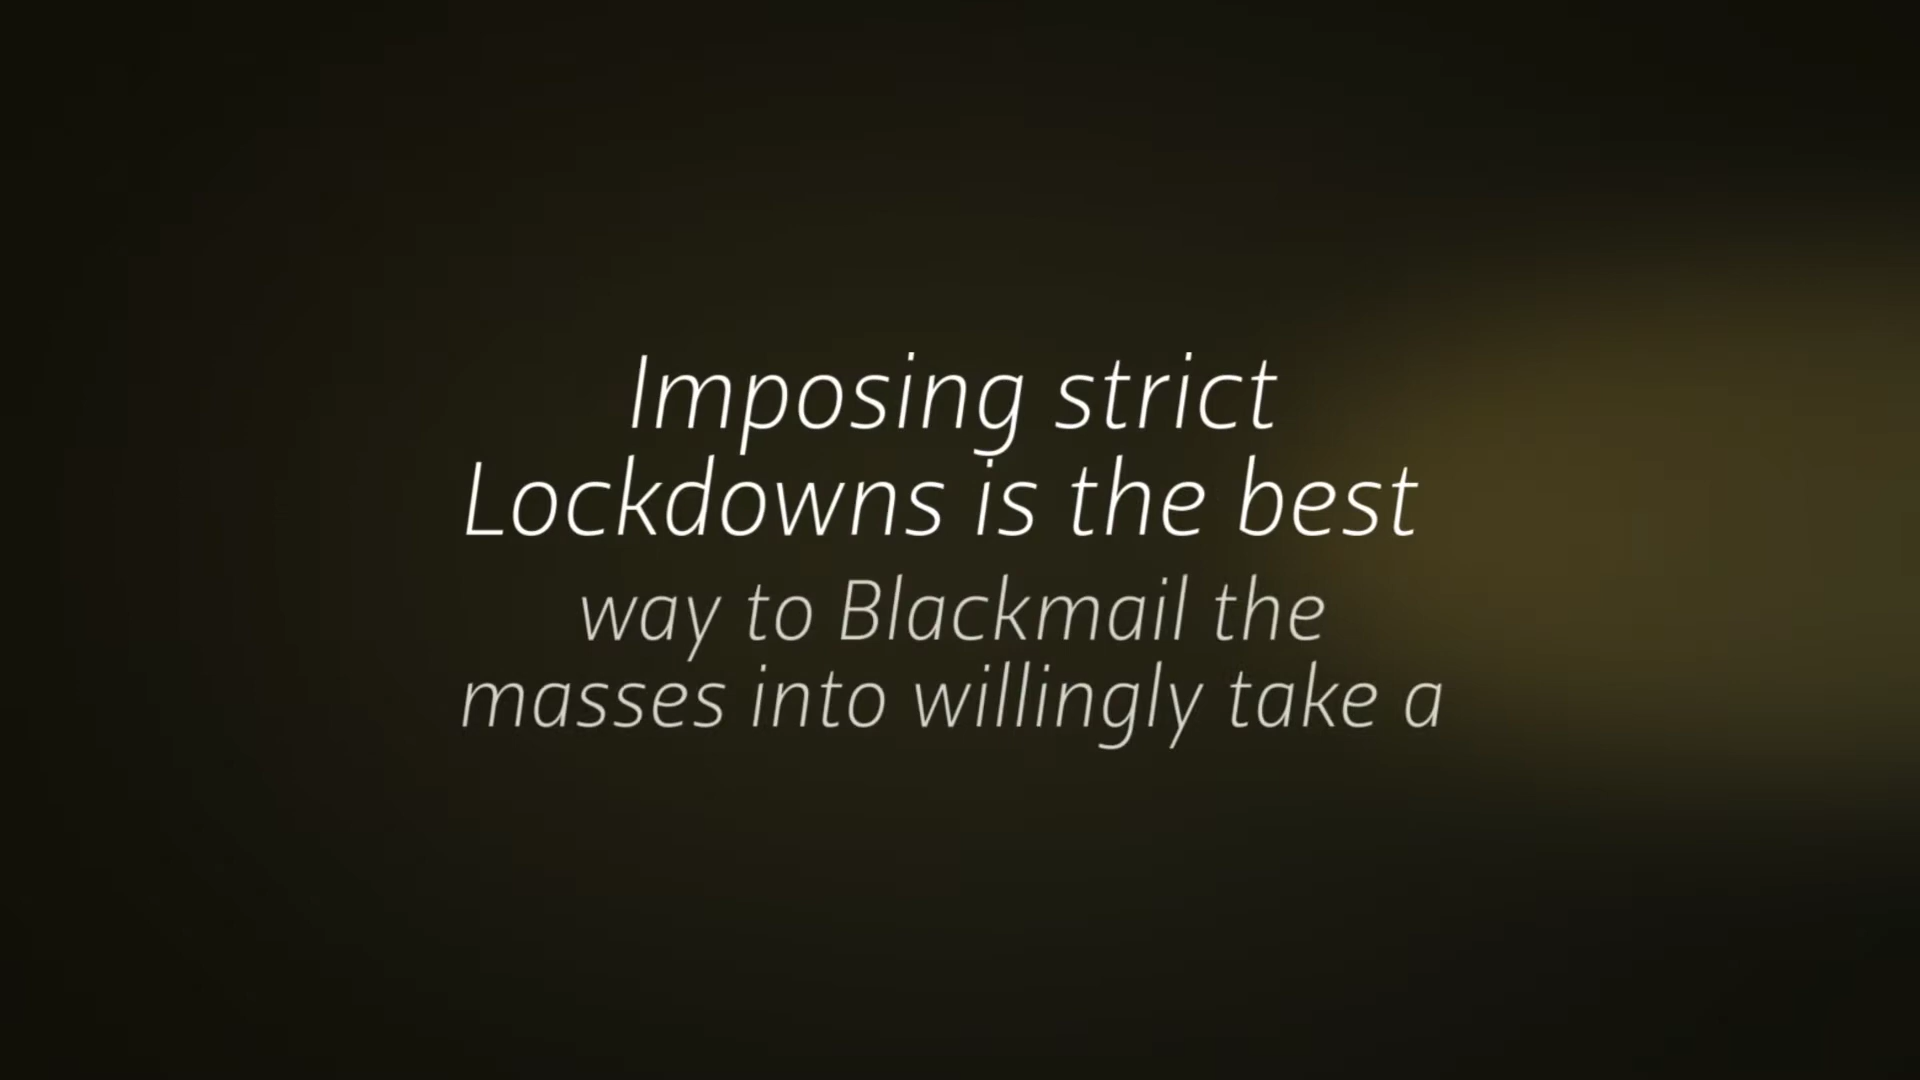 Imposing strict
Lockdowns is the best
way to Blackmail the
masses into willingly take a